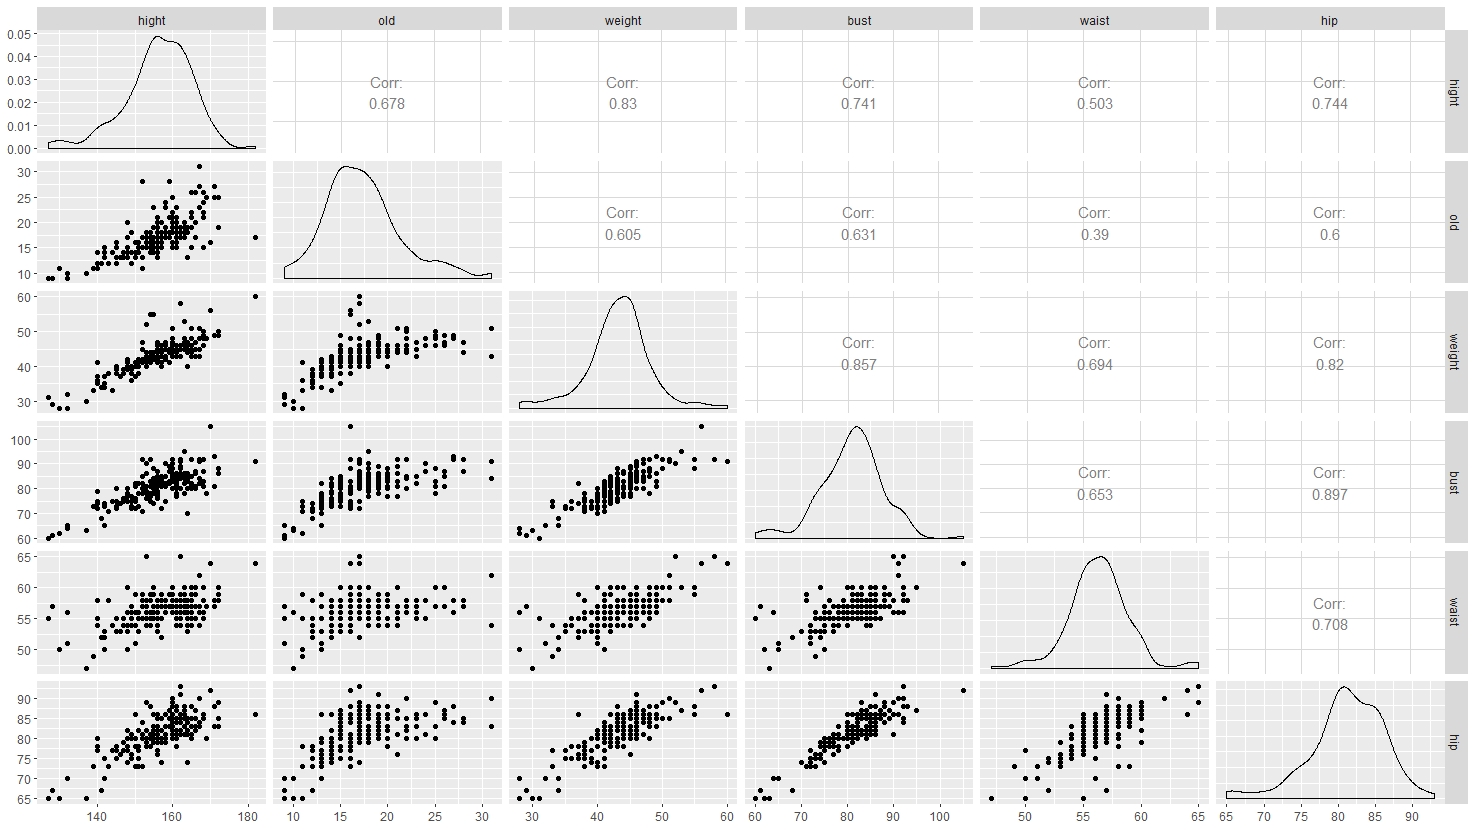 hight old weight bust waist hip
0.05
0.04
0.03
0.02
0.01
0.00
Corr: Corr: Corr: Corr: Corr:
0.678 0.83 0.741 0.503 0.744
hight
30
25
20
15
10
Corr: Corr: Corr: Corr:
0.605 0.631 0.39 0.6
old
60
50
40
30
Corr: Corr: Corr:
0.857 0.694 0.82
weight
100
90
80
70
60
Corr: Corr:
0.653 0.897
bust
65
60
55
50
Corr:
0.708
waist
90
85
80
75
70
65
hip
140 160 180 10 15 20 25 30 30 40 50 60 60 70 80 90 100 50 55 60 65 65 70 75 80 85 90